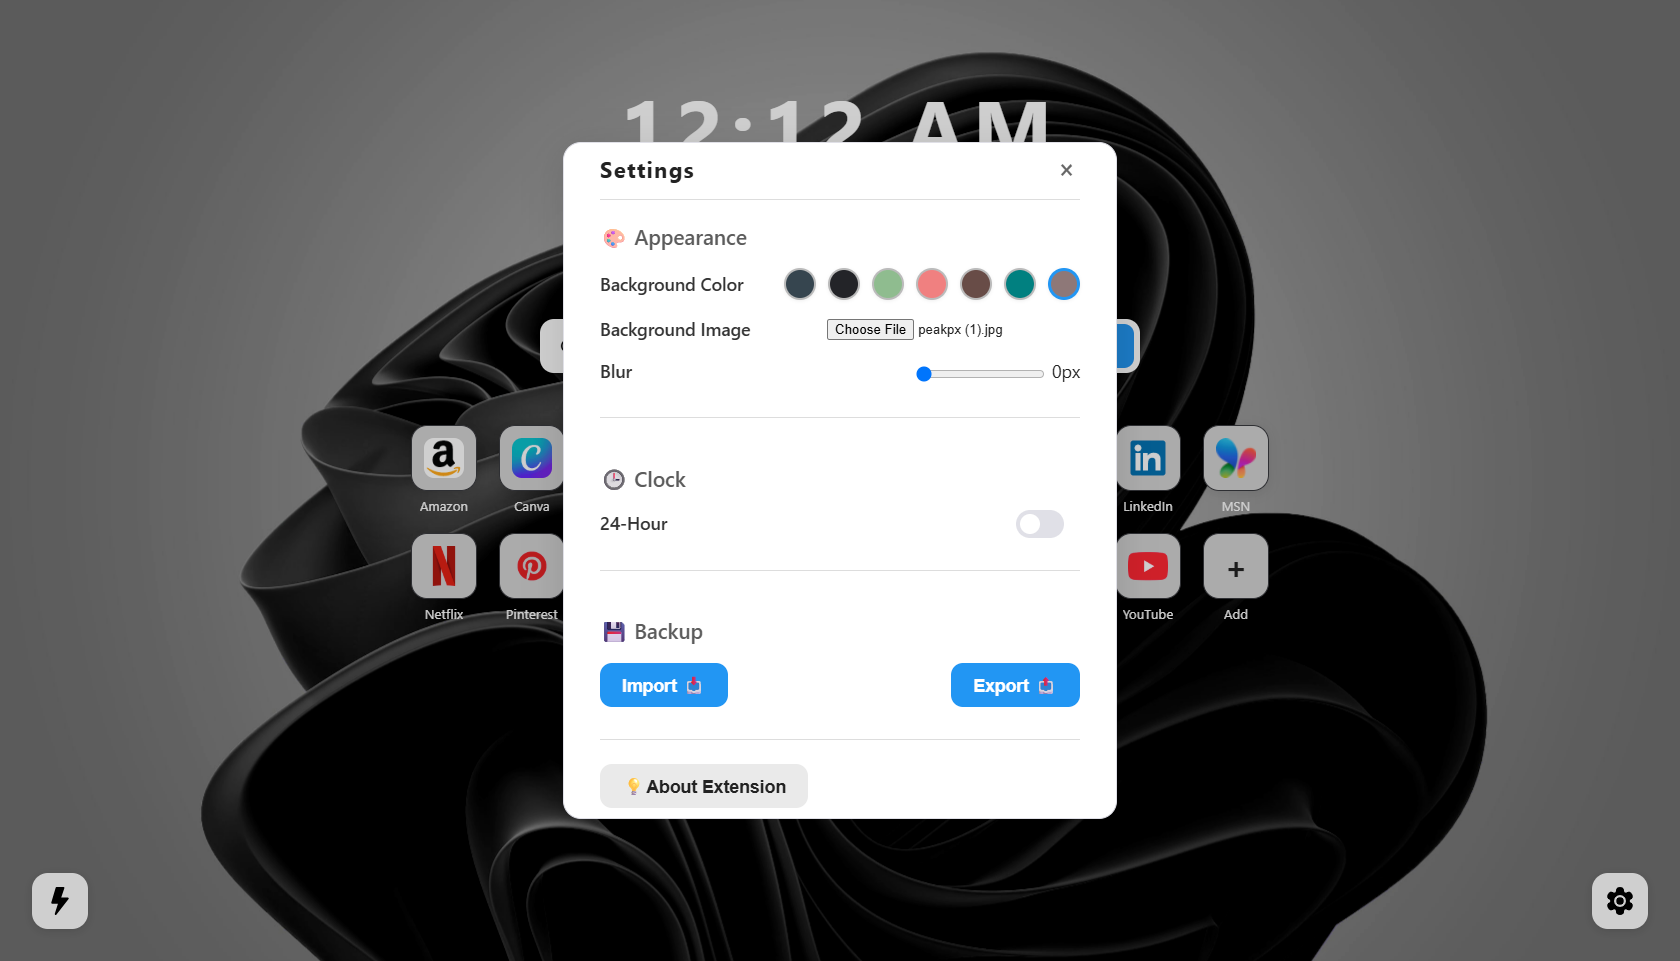 12:12 AM
Settings
×
Appearance
Background Color
Background Image
Choose File peakpx (1).jpg
Blur
0px
Amazon
Canva
LinkedIn
MSN
Clock
24-Hour
Netflix
Pinterest
YouTube
Add
Backup
Import
Export
About Extension